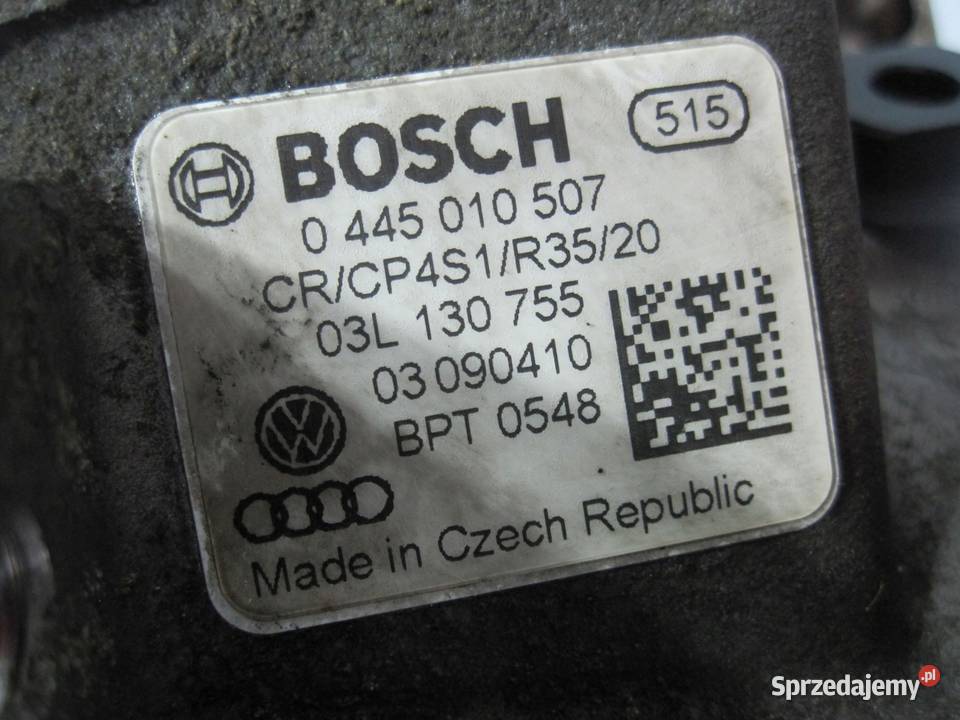 BOSCH 515
0 445 010 507
CR/CP4S1/R35/20
03L 130 755
03 090410
BPT 0548
Made in Czech Republic
Sprzedajemy.pl